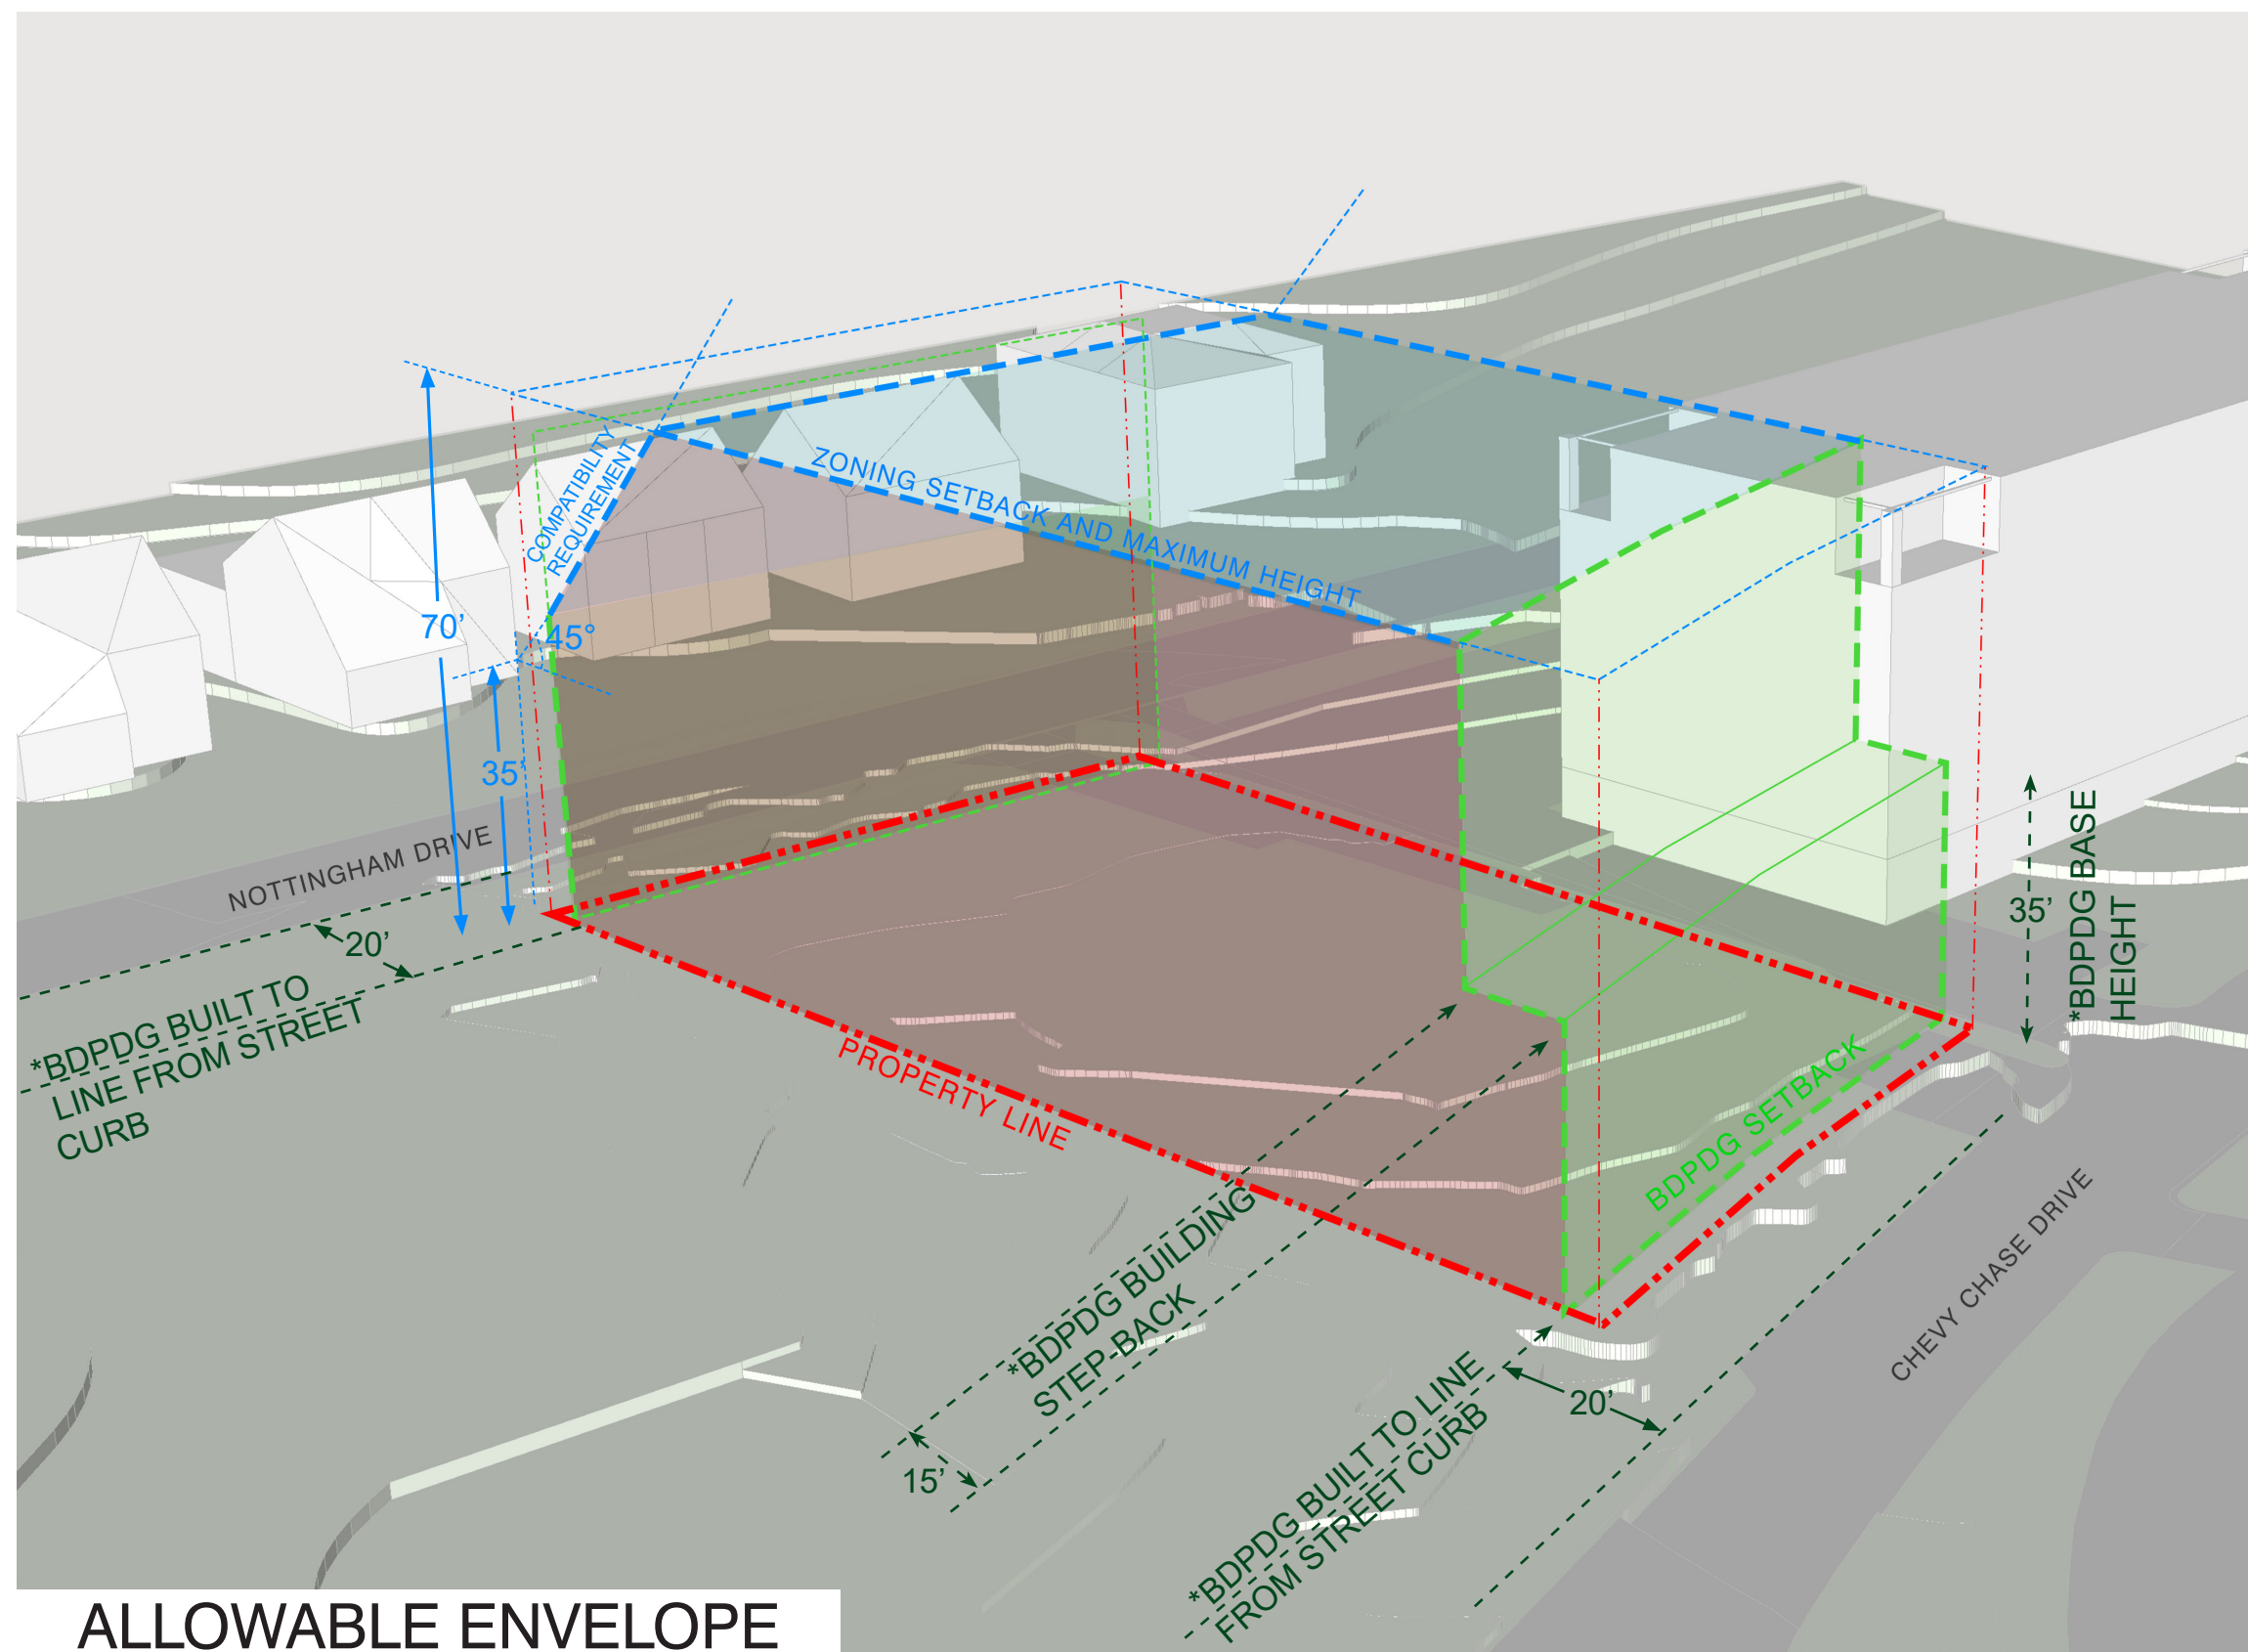 COMPATIBILITY
REQUIREMENT
ZONING SETBACK AND MAXIMUM HEIGHT
70’
45°
35’
NOTTINGHAM DRIVE
20’
*BDPDG BUILT TO
LINE FROM STREET
CURB
PROPERTY LINE
35’
*BDPDG BASE
HEIGHT
BDPDG SETBACK
*BDPDG BUILDING
STEP-BACK
15’
*BDPDG BUILT TO LINE
FROM STREET CURB
20’
CHEVY CHASE DRIVE
ALLOWABLE ENVELOPE